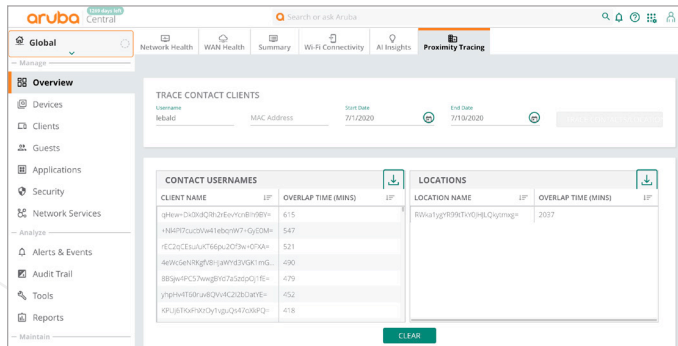 aruba Central
Search or ask Aruba
Global
Network Health WAN Health Summary Wi-Fi Connectivity AI Insights Proximity Tracing
Manage
Overview
Devices
Clients
Guests
Applications
Security
Network Services
Analyze
Alerts & Events
Audit Trail
Tools
Reports
Maintain
TRACE CONTACT CLIENTS
Username Start Date End Date
lebald MAC Address 7/1/2020 7/10/2020
CONTACT USERNAMES LOCATIONS
CLIENT NAME OVERLAP TIME (MINS) LOCATION NAME OVERLAP TIME (MINS)
615 2037
547
521
490
479
452
418
CLEAR